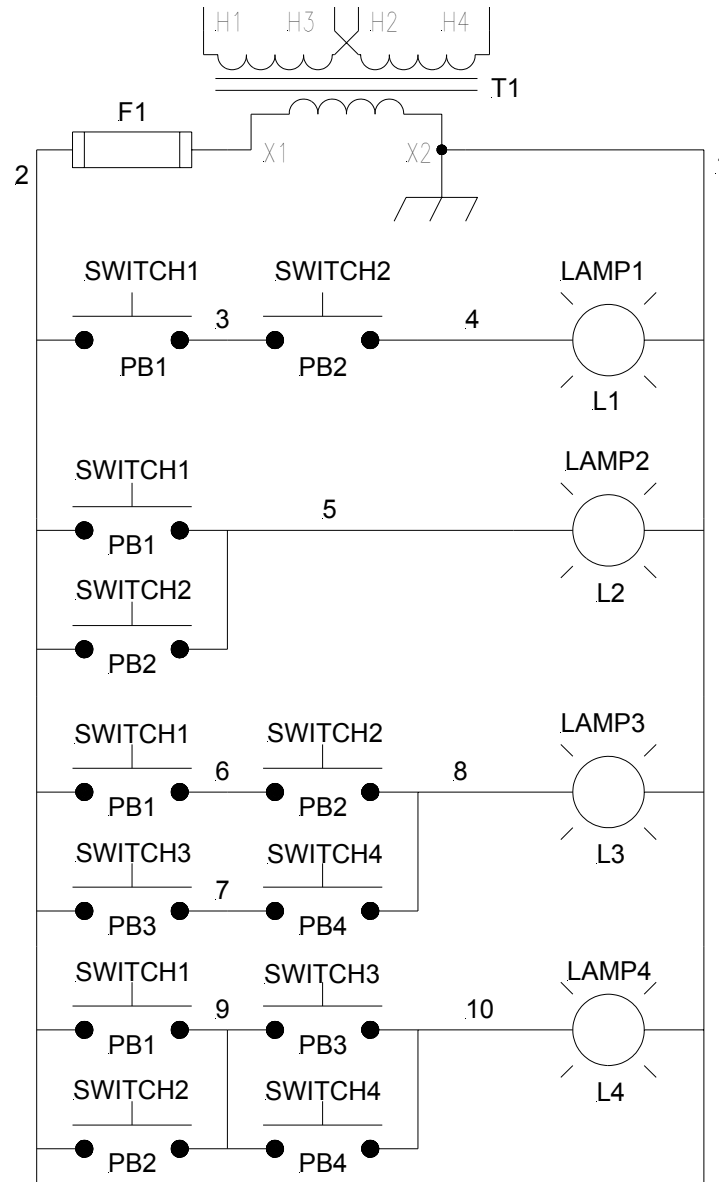 H1 H3 H2 H4
T1
F1
X1 X2
2
SWITCH1 SWITCH2 LAMP1
3 4
PB1 PB2
L1
SWITCH1 LAMP2
5
PB1
SWITCH2 L2
PB2
SWITCH1 SWITCH2 LAMP3
6 8
PB1 PB2
SWITCH3 SWITCH4 L3
7
PB3 PB4
SWITCH1 SWITCH3 LAMP4
9 10
PB1 PB3
SWITCH2 SWITCH4 L4
PB2 PB4